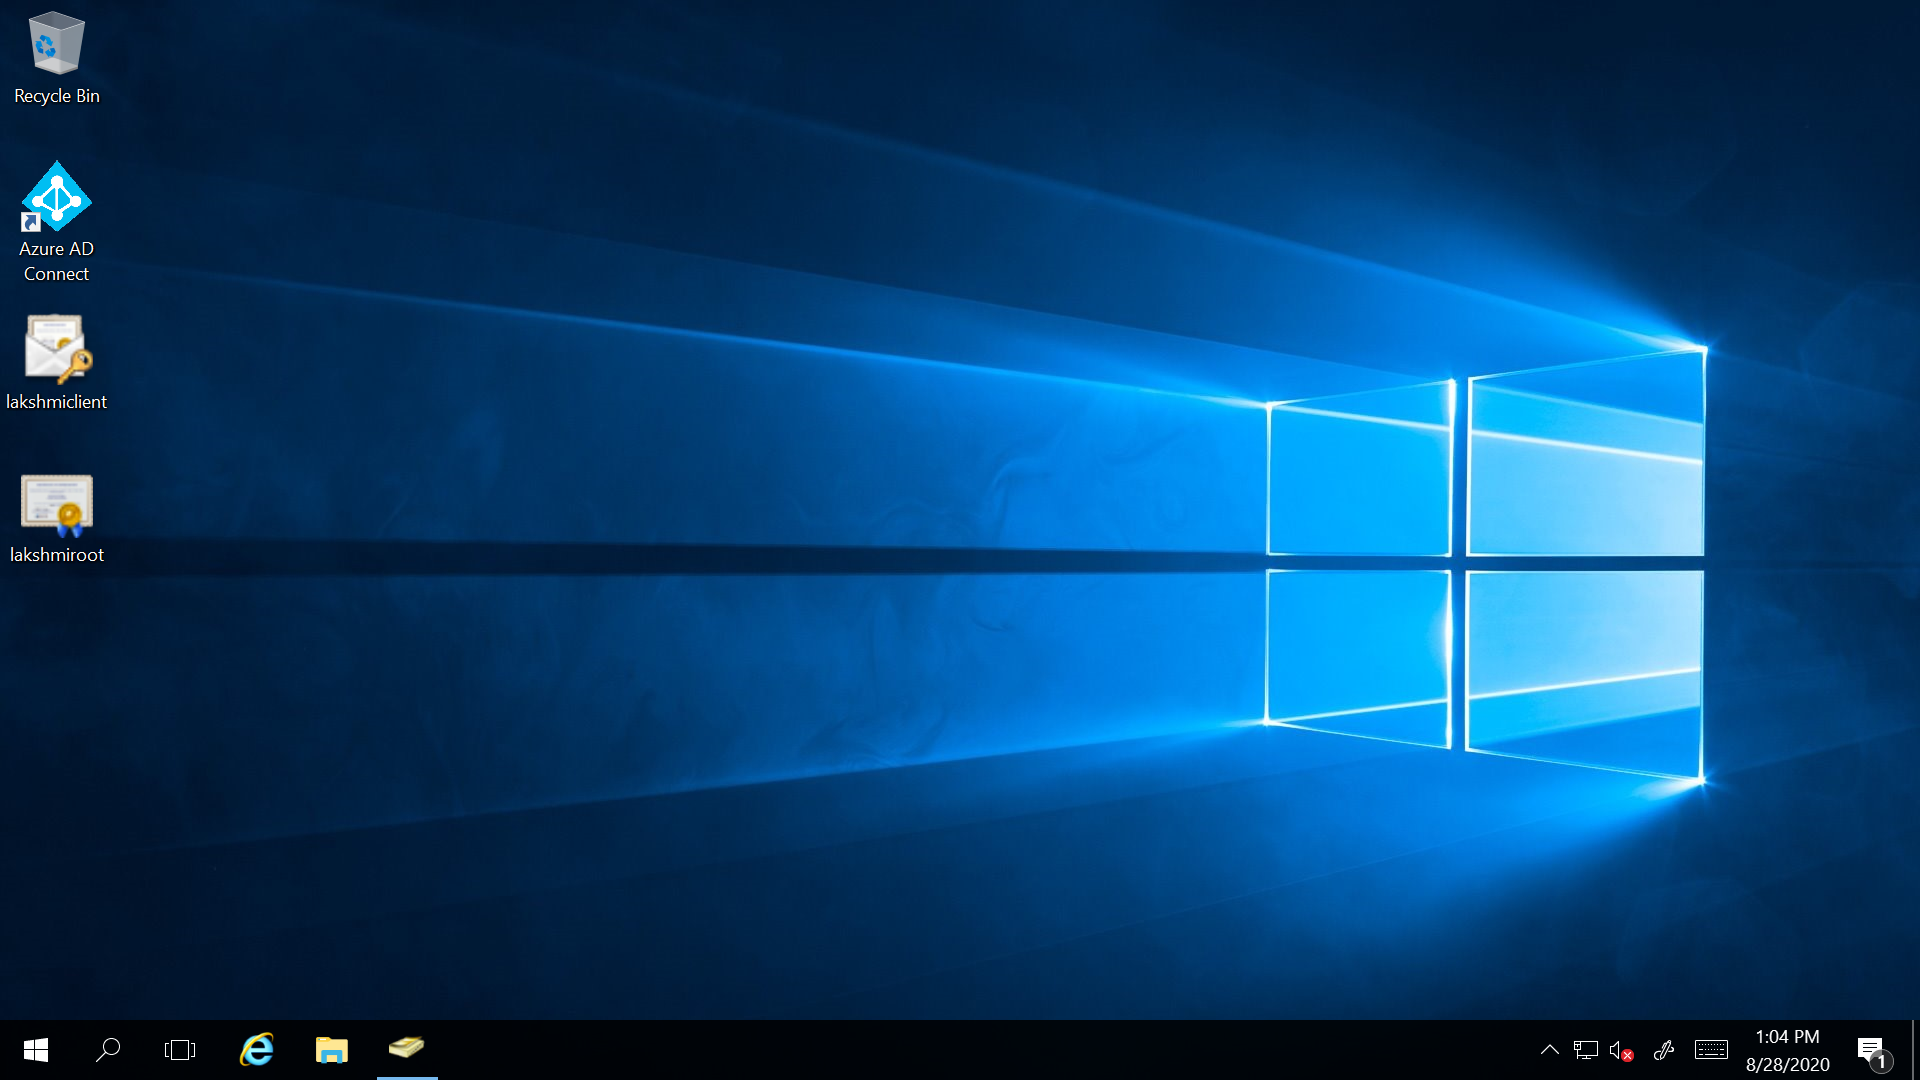 Recycle Bin
Azure AD
Connect
lakshmiclient
lakshmiroot
1:04 PM
8/28/2020
1